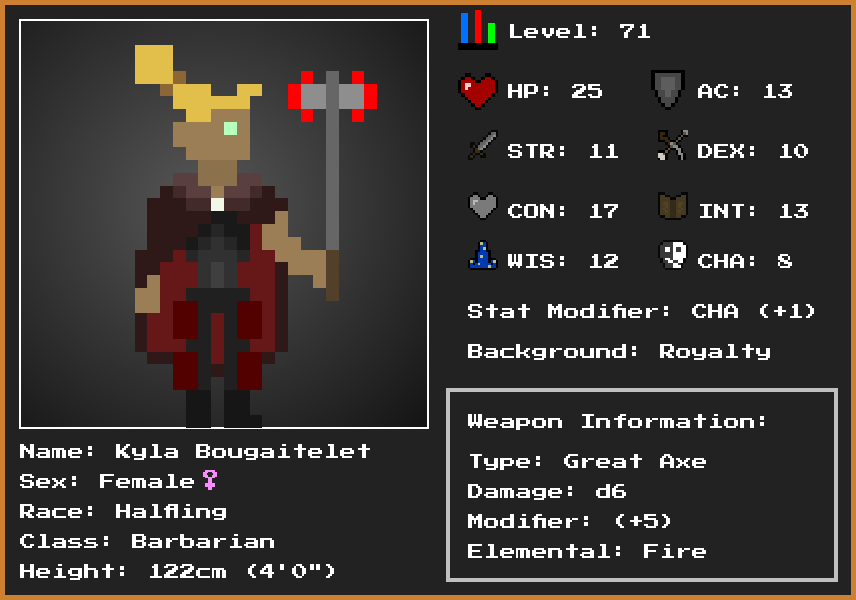 Level: 71
HP: 25
AC: 13
STR: 11
DEX: 10
CON: 17
INT: 13
WIS: 12
CHA: 8
Stat Modifier: CHA (+1)
Background: Royalty
Weapon Information:
Type: Great Axe
Damage: d6
Modifier: (+5)
Elemental: Fire
Name: Kyla Bougaitelet
Sex: Female♀
Race: Halfling
Class: Barbarian
Height: 122cm (4'0")